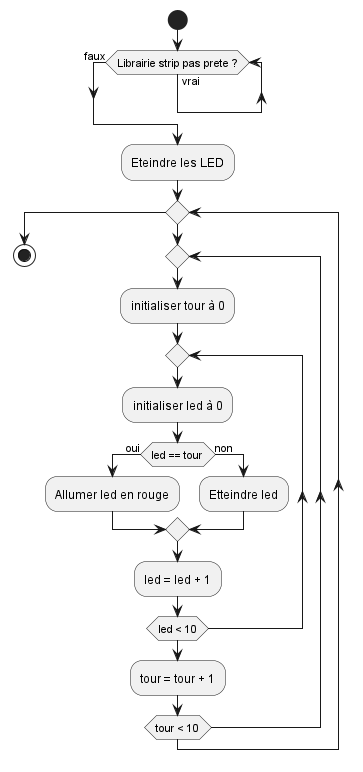 Librairie strip pas prete ?
faux
vrai
Eteindre les LED
initialiser tour à 0
initialiser led à 0
led == tour
oui
non
Allumer led en rouge
Etteindre led
led = led + 1
led < 10
tour = tour + 1
tour < 10